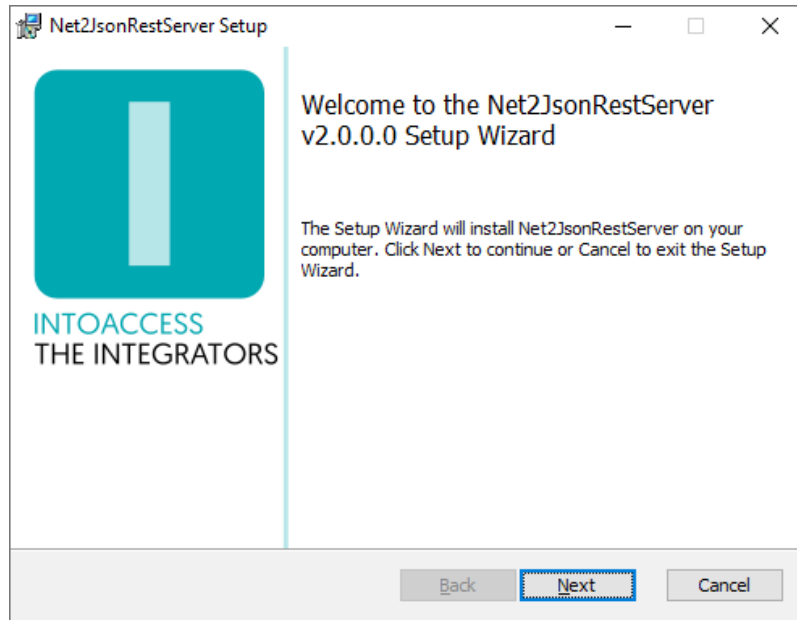 Net2JsonRestServer Setup
Welcome to the Net2JsonRestServer
v2.0.0.0 Setup Wizard
The Setup Wizard will install Net2JsonRestServer on your
computer. Click Next to continue or Cancel to exit the Setup
Wizard.
INTOACCESS
THE INTEGRATORS
Back
Next
Cancel